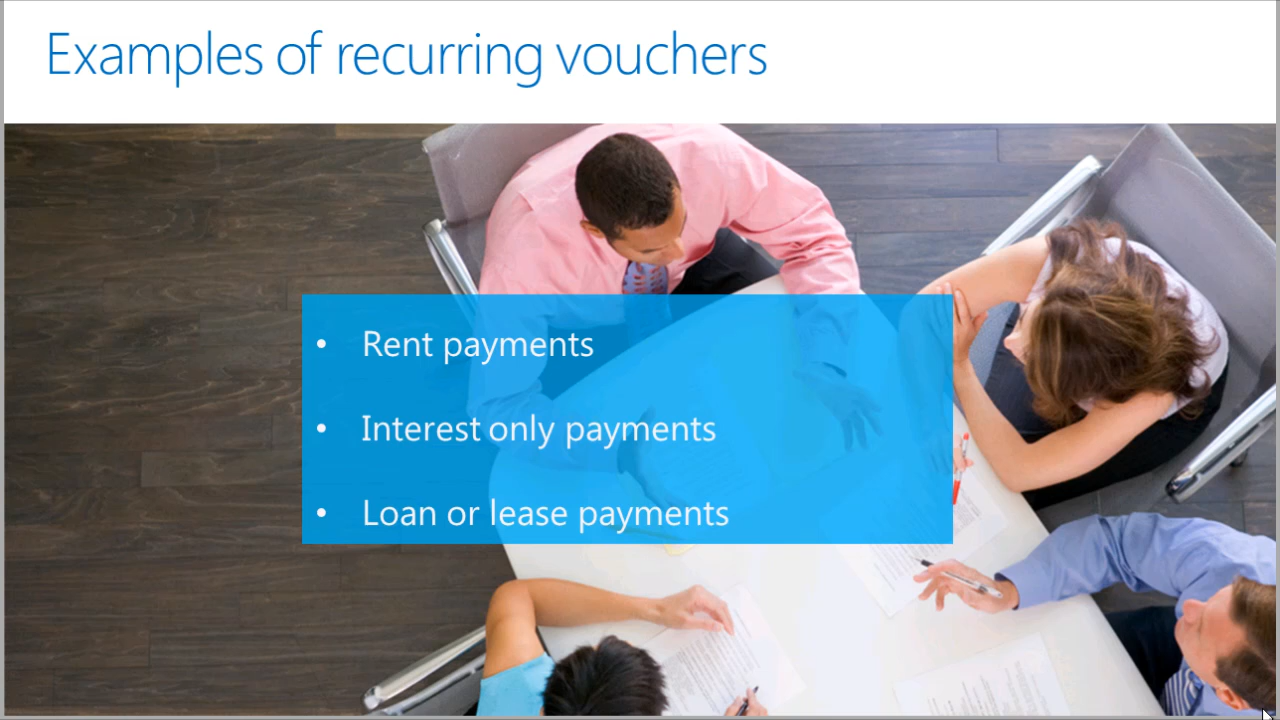 Examples of recurring vouchers
• Rent payments
• Interest only payments
• Loan or lease payments